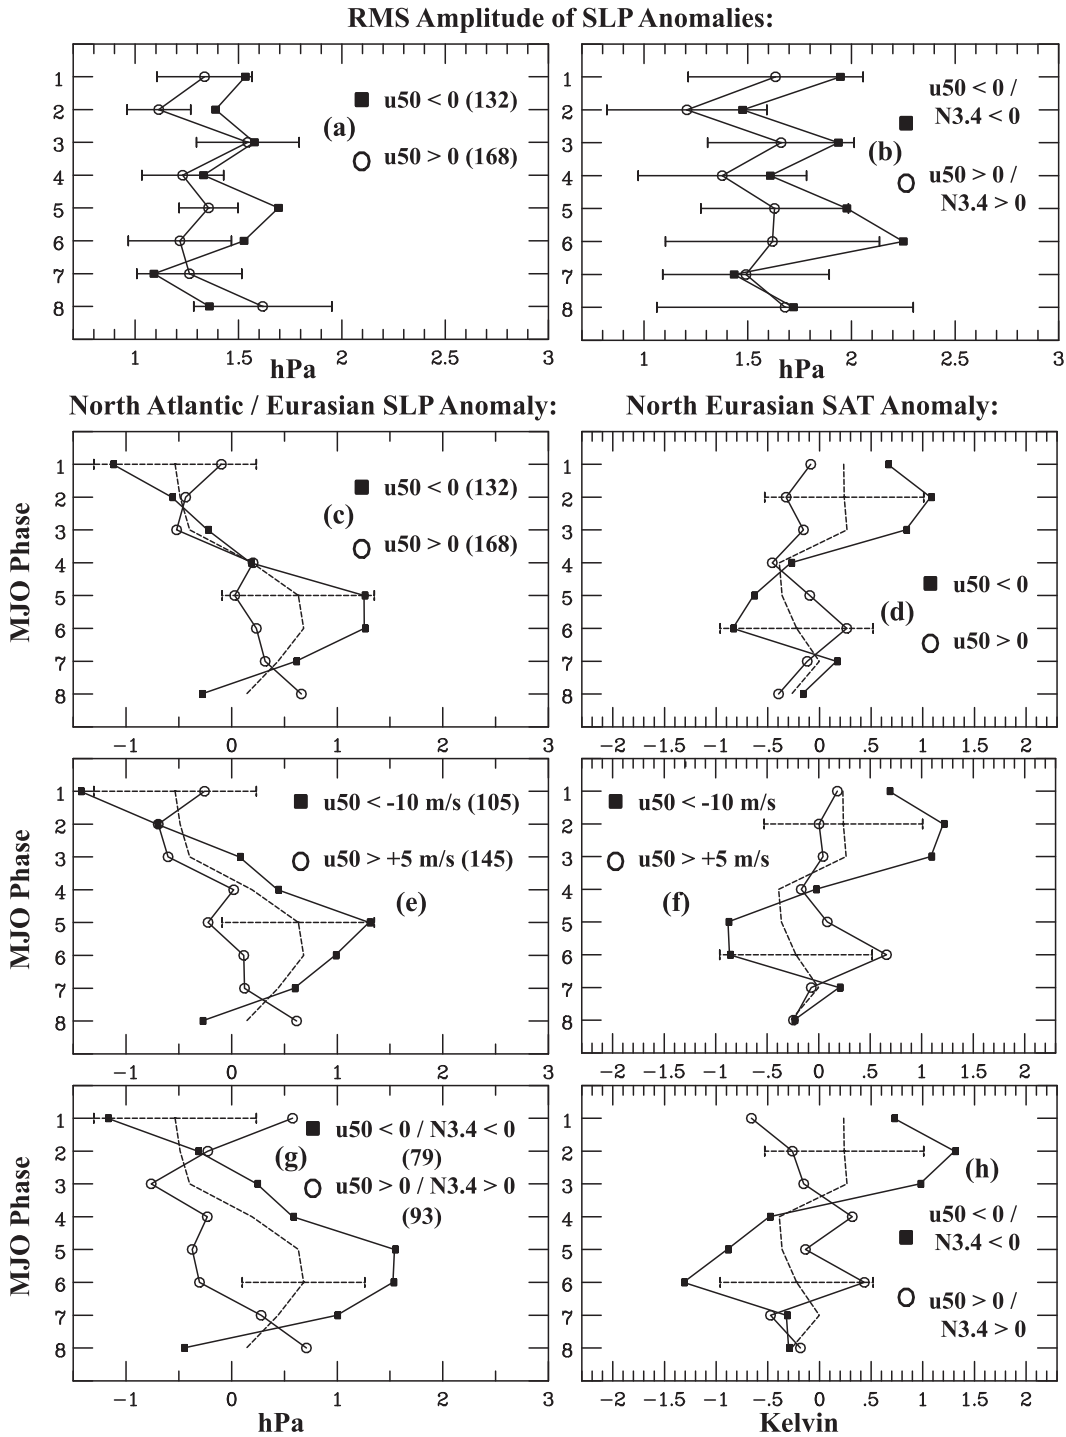 RMS Amplitude of SLP Anomalies:
1
2
3
4
5
6
7
8
u50 < 0 (132)
(a)
u50 > 0 (168)
1 1.5 2 2.5 3
hPa
1
2
3
4
5
6
7
8
u50 < 0 /
N3.4 < 0
(b)
u50 > 0 /
N3.4 > 0
1 1.5 2 2.5 3
hPa
North Atlantic / Eurasian SLP Anomaly:
North Eurasian SAT Anomaly:
MJO Phase
1
2
3
4
5
6
7
8
u50 < 0 (132)
(c)
u50 > 0 (168)
-1 0 1 2 3
1
2
3
4
5
6
7
8
u50 < 0
(d)
u50 > 0
-2 -1.5 -1 -.5 0 .5 1 1.5 2
MJO Phase
1
2
3
4
5
6
7
8
u50 < -10 m/s (105)
u50 > +5 m/s (145)
(e)
-1 0 1 2 3
1
2
3
4
5
6
7
8
u50 < -10 m/s
u50 > +5 m/s
(f)
-2 -1.5 -1 -.5 0 .5 1 1.5 2
MJO Phase
1
2
3
4
5
6
7
8
u50 < 0 / N3.4 < 0
(g)
(79)
u50 > 0 / N3.4 > 0
(93)
-1 0 1 2 3
hPa
1
2
3
4
5
6
7
8
(h)
u50 < 0 /
N3.4 < 0
u50 > 0 /
N3.4 > 0
-2 -1.5 -1 -.5 0 .5 1 1.5 2
Kelvin